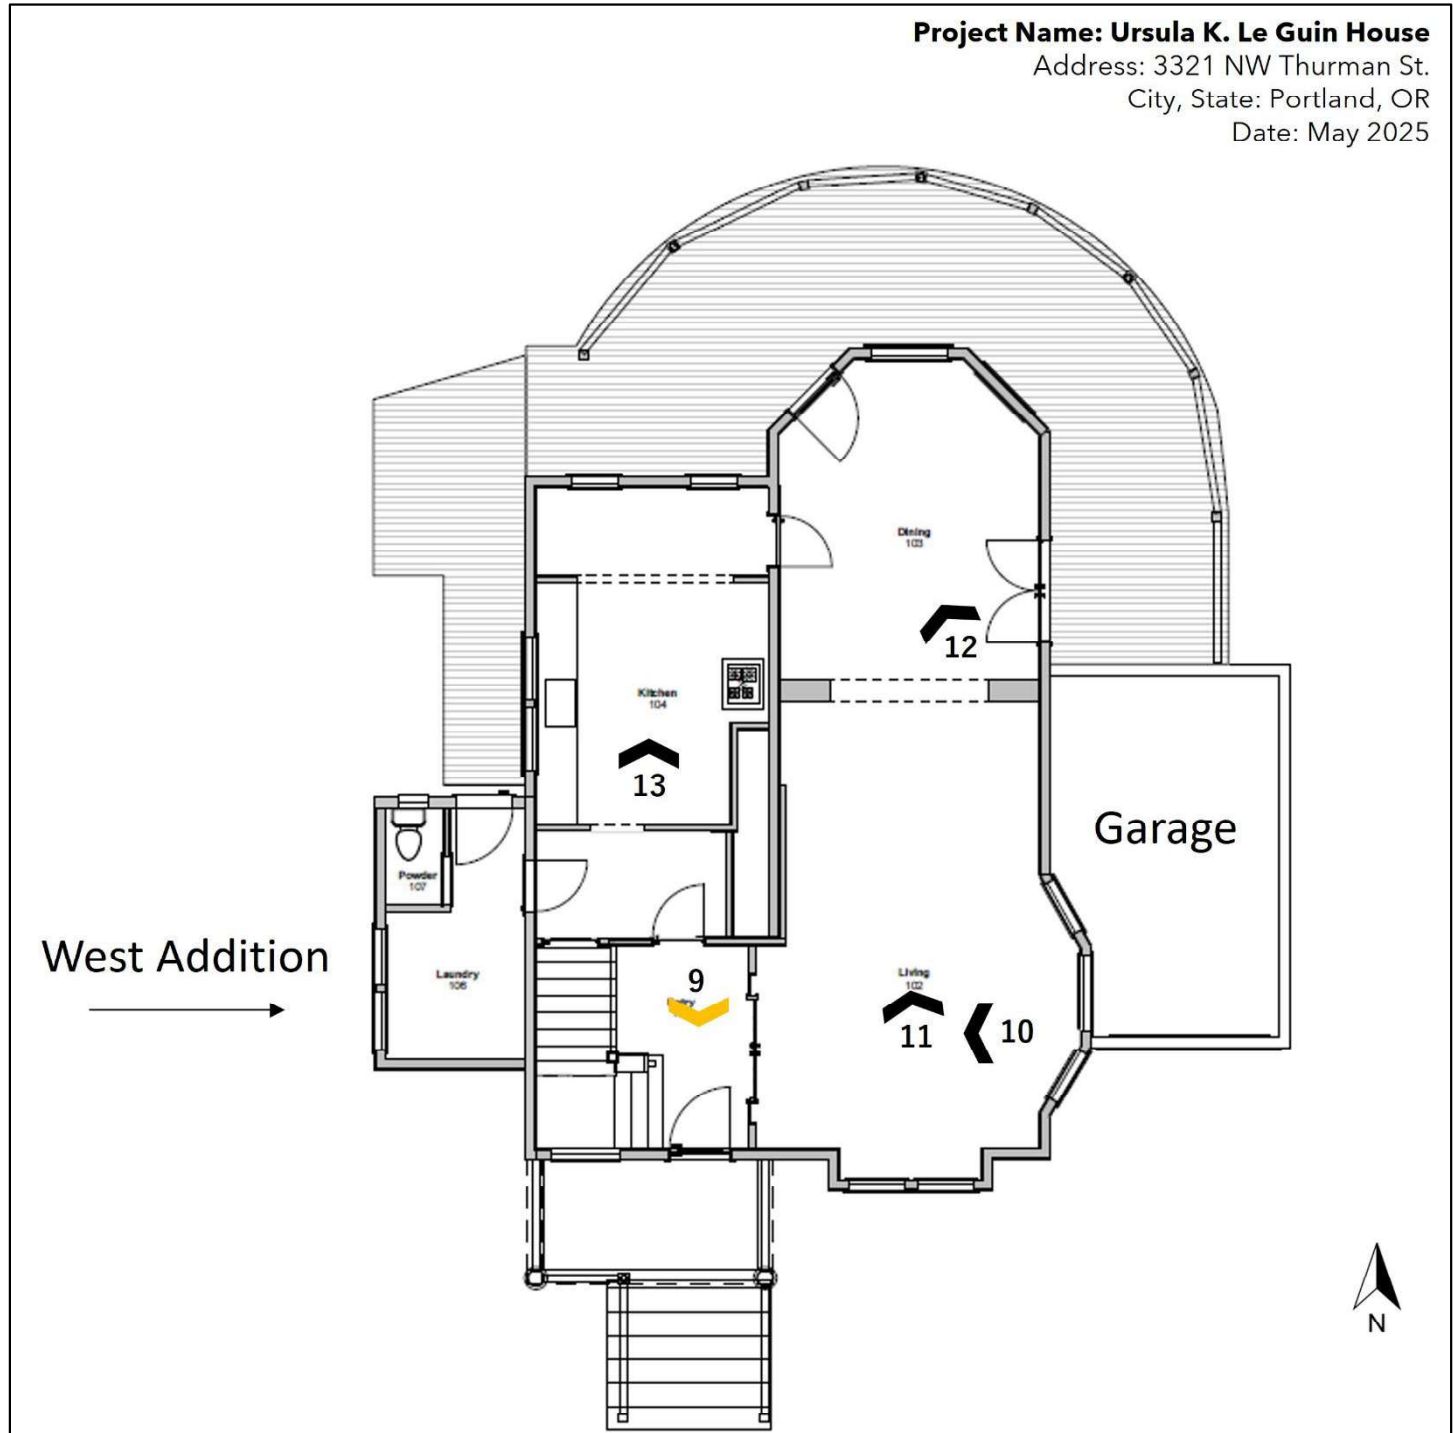 Project Name: Ursula K. Le Guin House
Address: 3321 NW Thurman St.
City, State: Portland, OR
Date: May 2025
Dining
103
12
Kitchen
104
13
Garage
Powder
107
West Addition
Laundry
106
9
Living
102
11
10
N